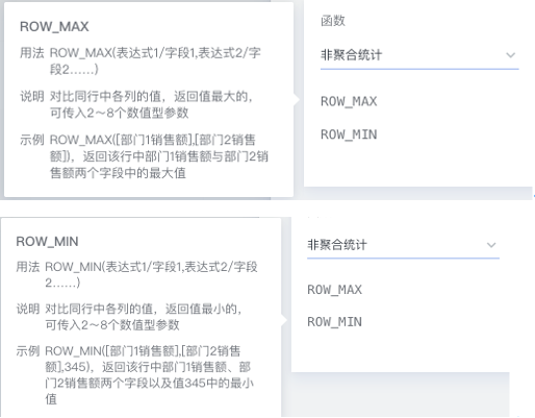 ROW_MAX
用法 ROW_MAX(表达式1/字段1,表达式2/字
段2……)
说明 对比同行中各列的值，返回值最大的，
可传入2～8个数值型参数
示例 ROW_MAX([部门1销售额],[部门2销售
额])，返回该行中部门1销售额与部门2销
售额两个字段中的最大值
函数
非聚合统计
ROW_MAX
ROW_MIN
ROW_MIN
用法 ROW_MIN(表达式1/字段1,表达式2/字段
2……)
说明 对比同行中各列的值，返回值最小的，
可传入2～8个数值型参数
示例 ROW_MIN([部门1销售额],[部门2销售
额],345)，返回该行中部门1销售额、部
门2销售额两个字段以及值345中的最小
值
非聚合统计
ROW_MAX
ROW_MIN